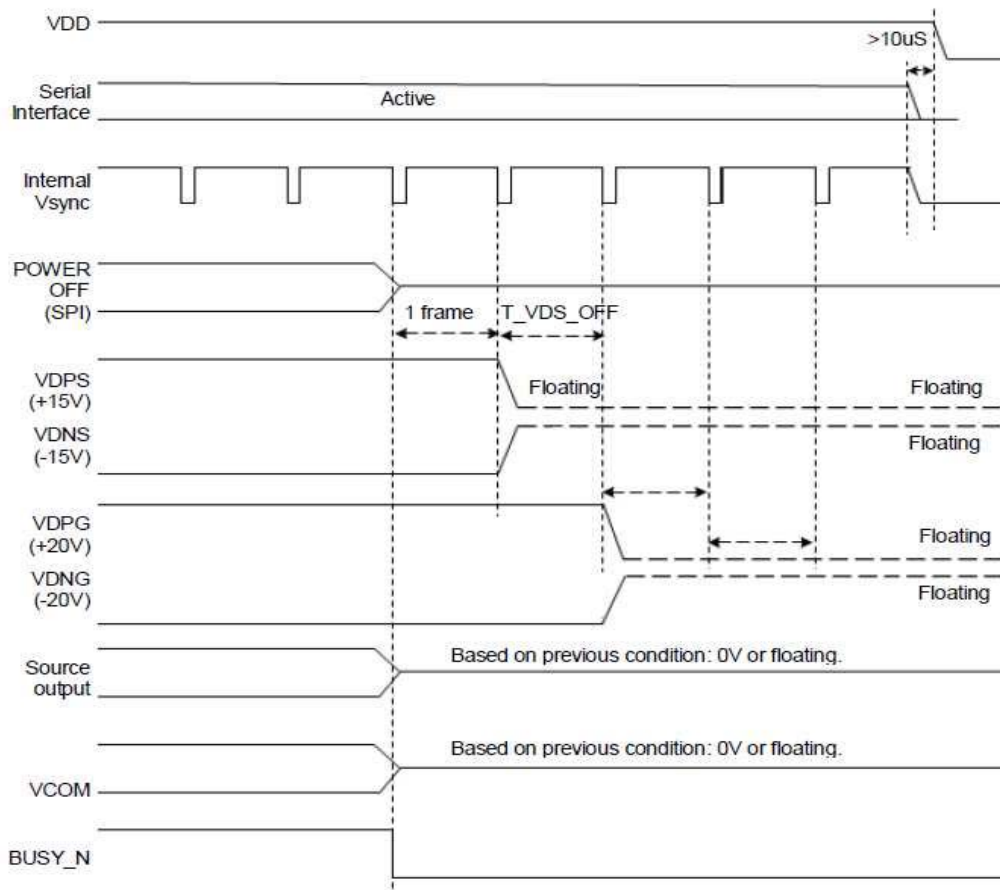 VDD
>10uS
Serial
Interface
Active
Internal
Vsync
POWER
OFF
(SPI)
1 frame
T_VDS_OFF
VDPS
(+15V)
Floating
Floating
VDNS
(-15V)
Floating
VDPG
(+20V)
Floating
VDNG
(-20V)
Floating
Source
output
Based on previous condition: 0V or floating.
VCOM
Based on previous condition: 0V or floating.
BUSY_N